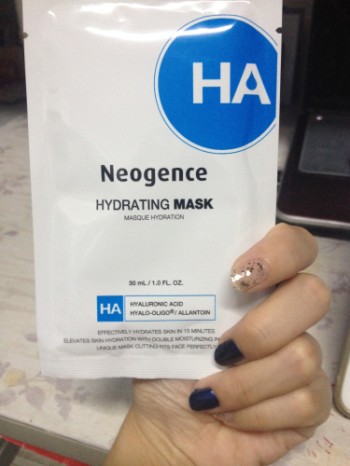 HA
Neogence
HYDRATING MASK
MASQUE HYDRATION
30 mL / 1.0 FL. OZ.
HA
HYALURONIC ACID
HYALO-OLIGO® / ALLANTOIN
EFFECTIVELY HYDRATES SKIN IN 15 MINUTES
ELEVATES SKIN HYDRATION WITH DOUBLE MOISTURIZING IN
UNIQUE MASK CUTTING FITS FACE PERFECTLY